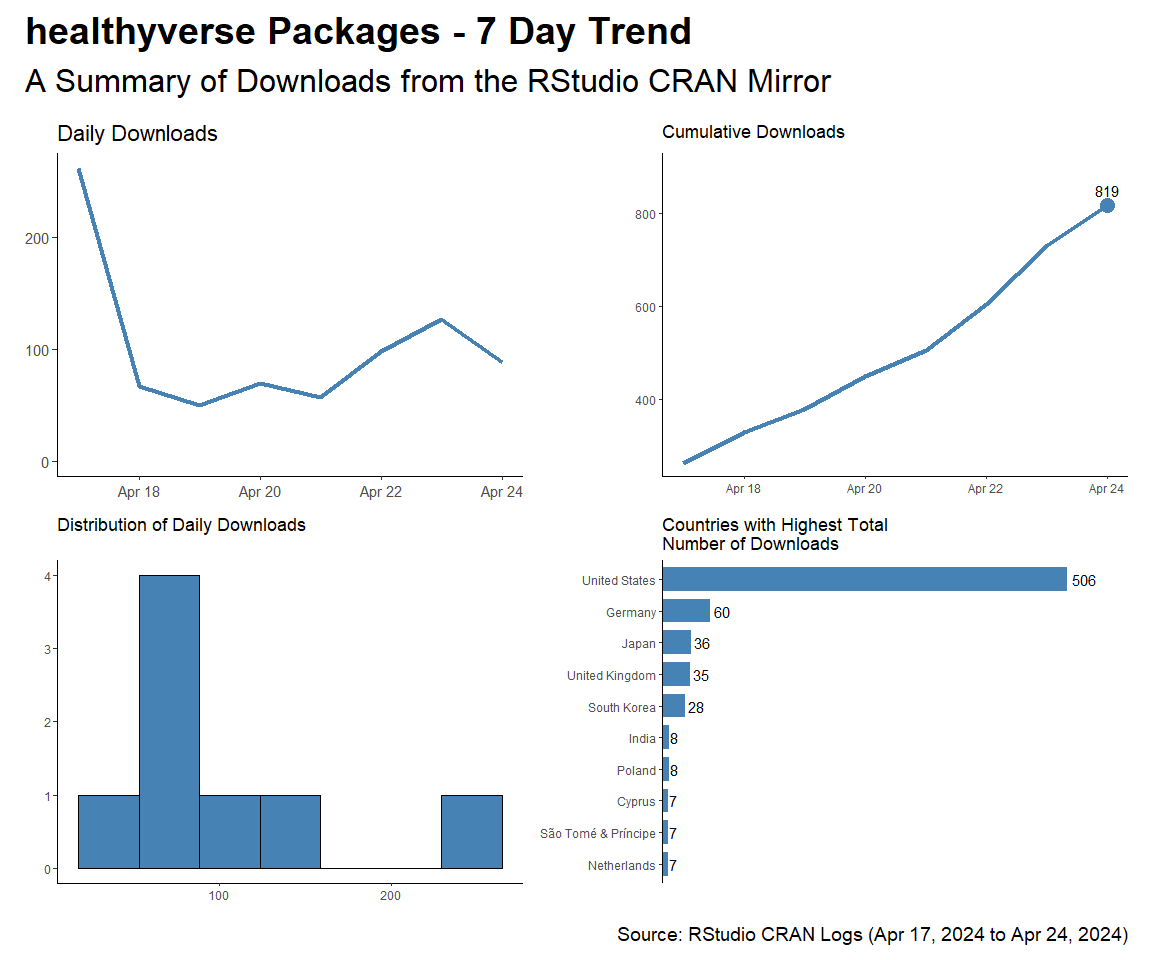 healthyverse Packages - 7 Day Trend
A Summary of Downloads from the RStudio CRAN Mirror
Daily Downloads
200
100
0
Apr 18 Apr 20 Apr 22 Apr 24
Cumulative Downloads
819
800
600
400
Apr 18 Apr 20 Apr 22 Apr 24
Distribution of Daily Downloads
4
3
2
1
0
100 200
Countries with Highest Total
Number of Downloads
United States 506
Germany 60
Japan 36
United Kingdom 35
South Korea 28
India 8
Poland 8
Cyprus 7
São Tomé & Príncipe 7
Netherlands 7
Source: RStudio CRAN Logs (Apr 17, 2024 to Apr 24, 2024)